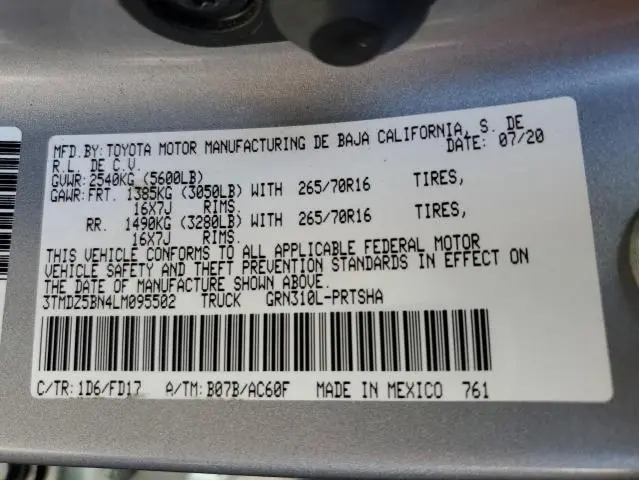 MFD.BY: TOYOTA MOTOR MANUFACTURING DE BAJA CALIFORNIA, S. DE
R.L. DE C.V. DATE: 07/20
GVWR: 2540KG (5600LB)
GAWR: FRT. 1385KG (3050LB) WITH 265/70R16 TIRES,
16X7J RIMS.
RR. 1490KG (3280LB) WITH 265/70R16 TIRES,
16X7J RIMS.
THIS VEHICLE CONFORMS TO ALL APPLICABLE FEDERAL MOTOR
VEHICLE SAFETY AND THEFT PREVENTION STANDARDS IN EFFECT ON
THE DATE OF MANUFACTURE SHOWN ABOVE.
3TMDZ5BN4LM095502 TRUCK GRN310L-PRTSHA
C/TR: 1D6/FD17 A/TM: B07B/AC60F MADE IN MEXICO 761